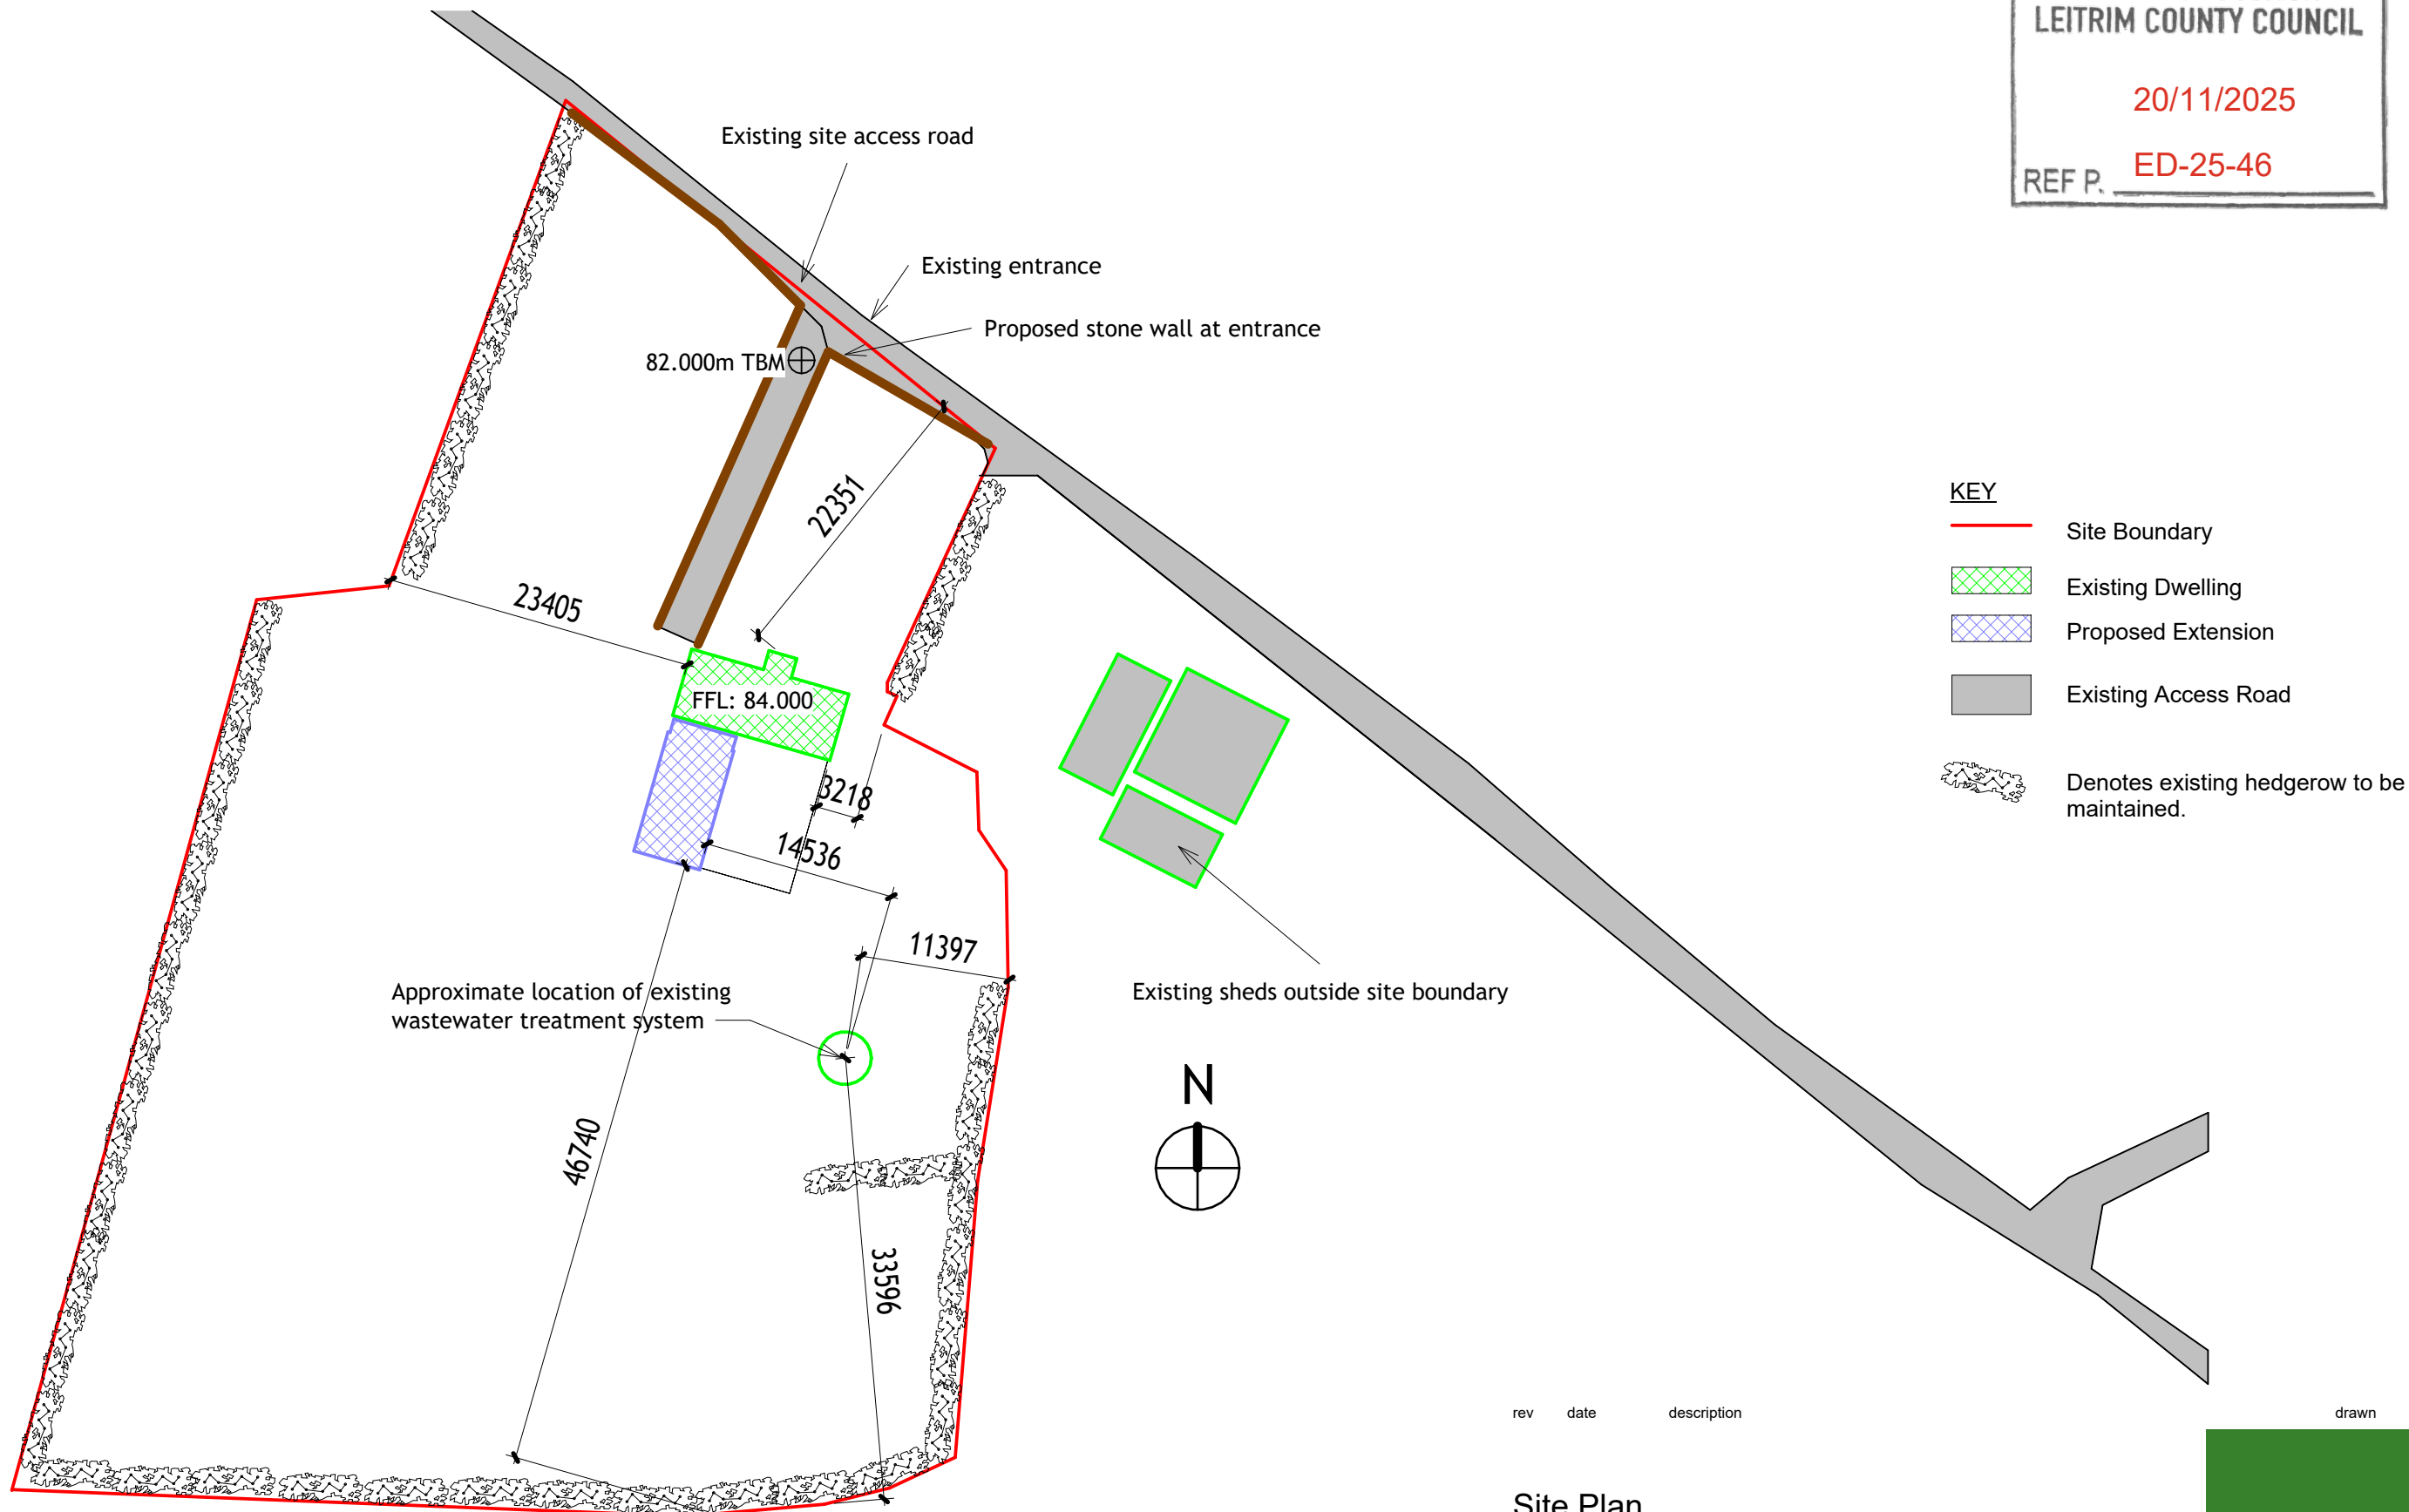 LEITRIM COUNTY COUNCIL
20/11/2025
REF P. ED-25-46
Existing site access road
Existing entrance
Proposed stone wall at entrance
82.000m TBM
22351
23405
FFL: 84.000
3218
14536
11397
Approximate location of existing
wastewater treatment system
Existing sheds outside site boundary
46740
33596
N
KEY
Site Boundary
Existing Dwelling
Proposed Extension
Existing Access Road
Denotes existing hedgerow to be
maintained.
rev date description drawn
Site Plan